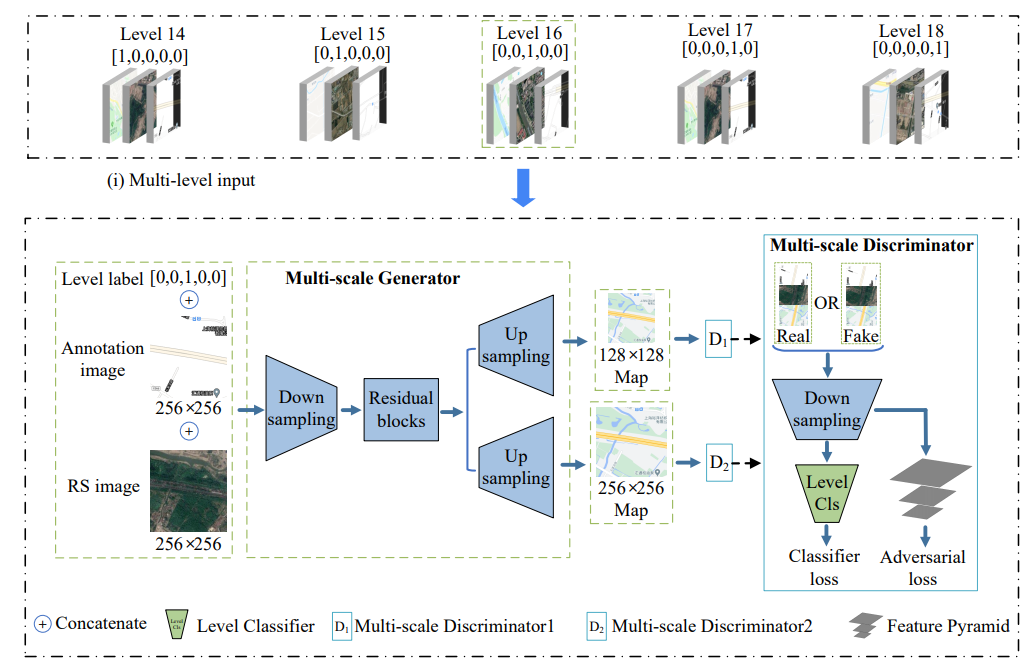 Level 14
[1,0,0,0,0]
Level 15
[0,1,0,0,0]
Level 16
[0,0,1,0,0]
Level 17
[0,0,0,1,0]
Level 18
[0,0,0,0,1]
(i) Multi-level input
Level label [0,0,1,0,0]
+
Annotation
image
256×256
+
RS image
256×256
Multi-scale Generator
Down
sampling
Residual
blocks
Up
sampling
Up
sampling
128×128
Map
256×256
Map
D1
D2
Multi-scale Discriminator
OR
Real
Fake
Down
sampling
Level
Cls
Classifier
loss
Adversarial
loss
+ Concatenate
Level
Cls
Level Classifier
D1 Multi-scale Discriminator1
D2 Multi-scale Discriminator2
Feature Pyramid